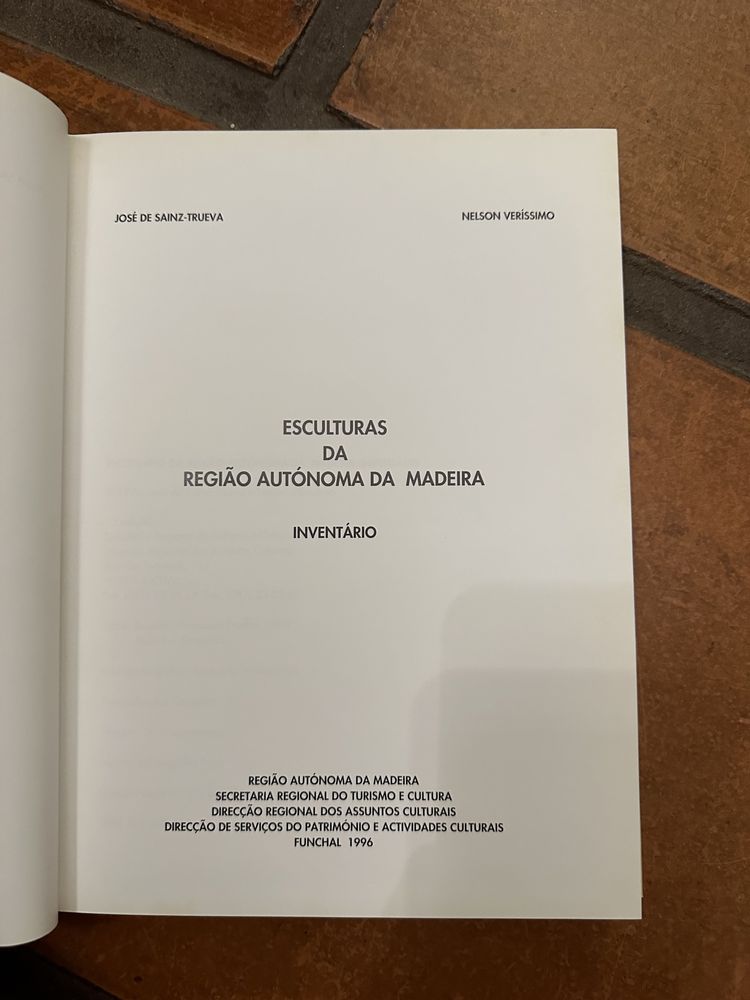 JOSÉ DE SAINZ-TRUEVA
NELSON VERÍSSIMO
ESCULTURAS
DA
REGIÃO AUTÓNOMA DA MADEIRA
INVENTÁRIO
REGIÃO AUTÓNOMA DA MADEIRA
SECRETARIA REGIONAL DO TURISMO E CULTURA
DIRECÇÃO REGIONAL DOS ASSUNTOS CULTURAIS
DIRECÇÃO DE SERVIÇOS DO PATRIMÓNIO E ACTIVIDADES CULTURAIS
FUNCHAL 1996